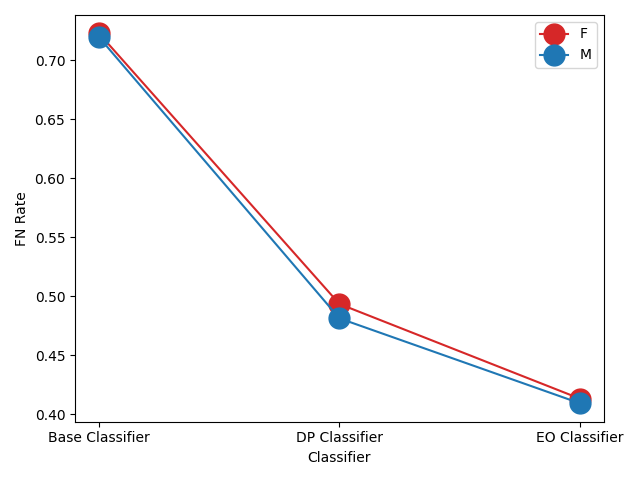 F
M
0.70
0.65
0.60
0.55
0.50
0.45
0.40
FN Rate
Base Classifier
DP Classifier
EO Classifier
Classifier